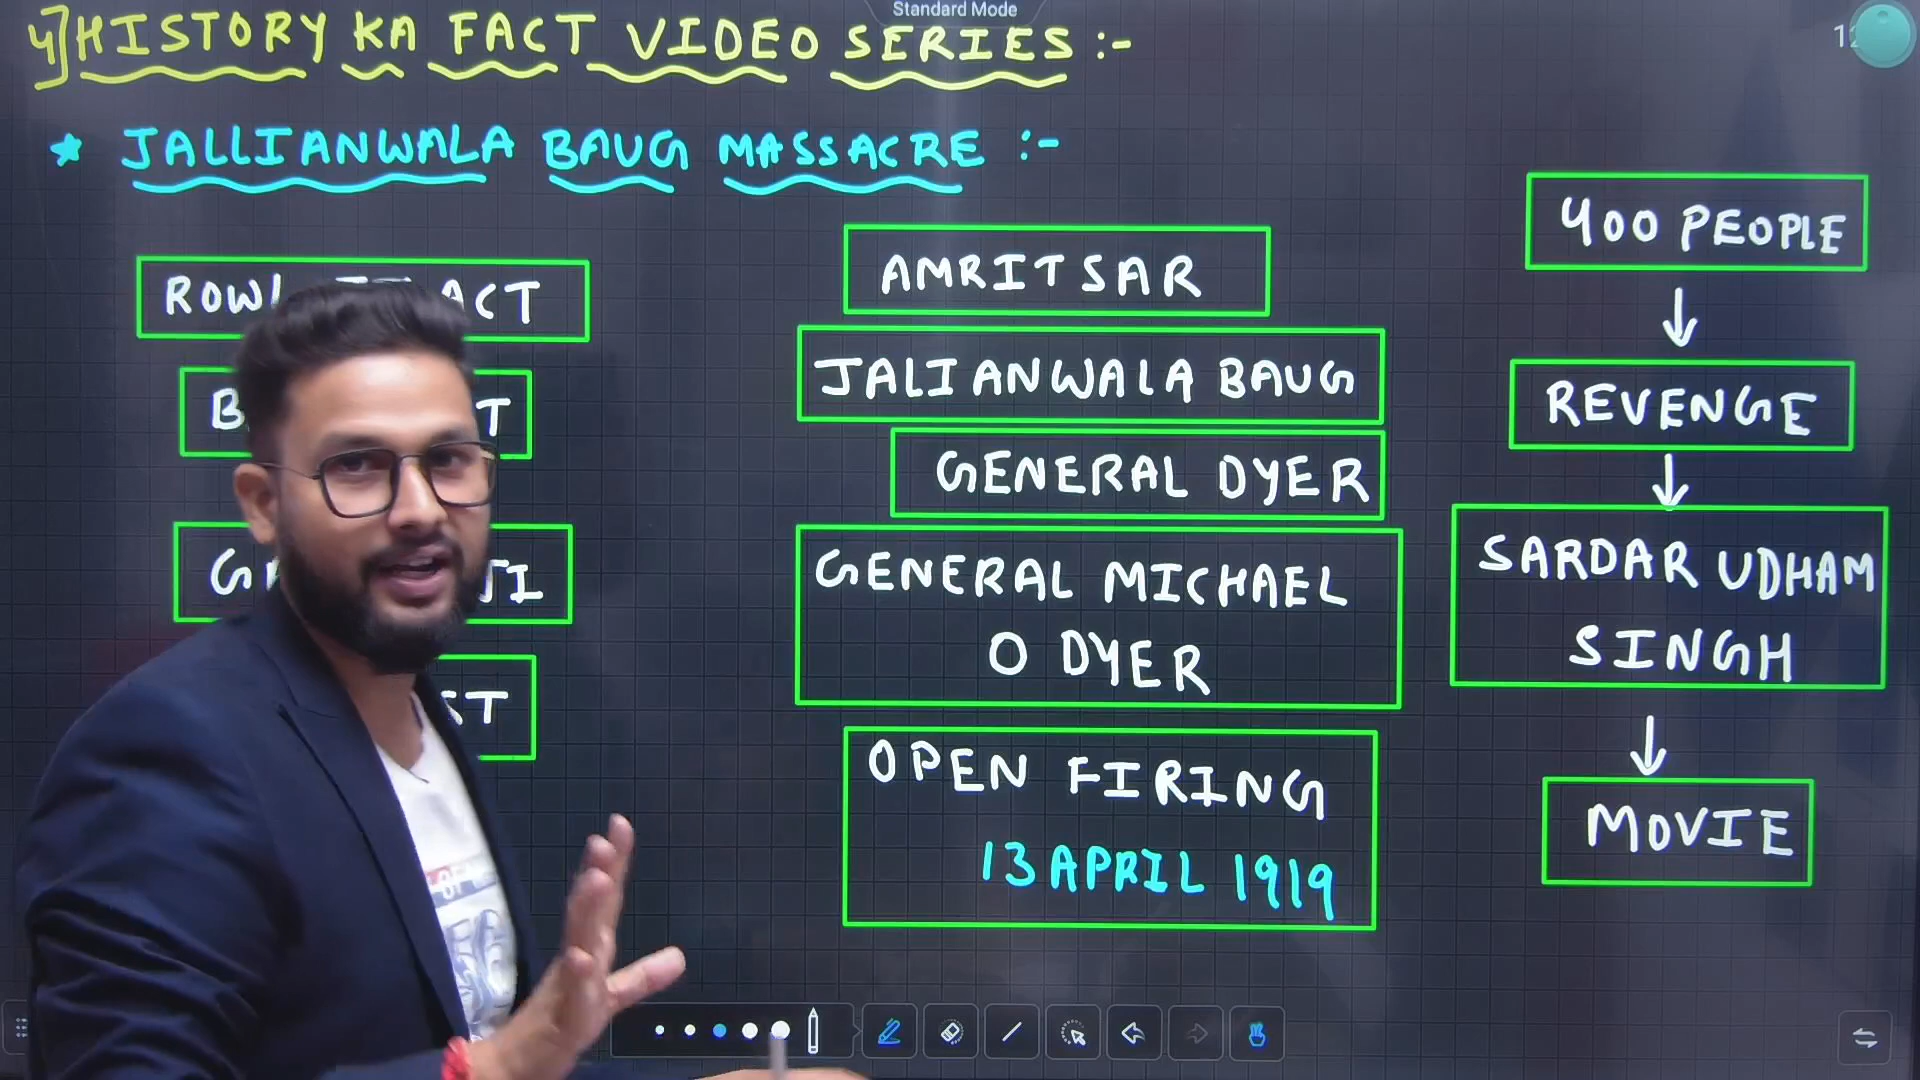 Standard Mode
4] HISTORY KA FACT VIDEO SERIES :-
★ JALLIANWALA BAUG MASSACRE :-
ACT
AMRITSAR
JALIANWALA BAUG
GENERAL DYER
GENERAL MICHAEL
O DYER
OPEN FIRING
13 APRIL 1919
400 PEOPLE
↓
REVENGE
↓
SARDAR UDHAM
SINGH
↓
MOVIE